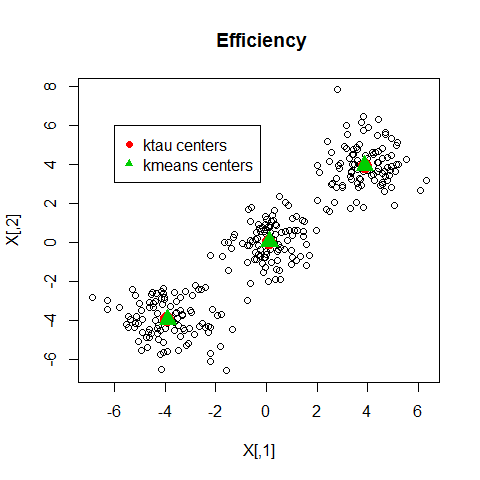 Efficiency
ktau centers
kmeans centers
X[,2]
8
6
4
2
0
-2
-4
-6
-6 -4 -2 0 2 4 6
X[,1]